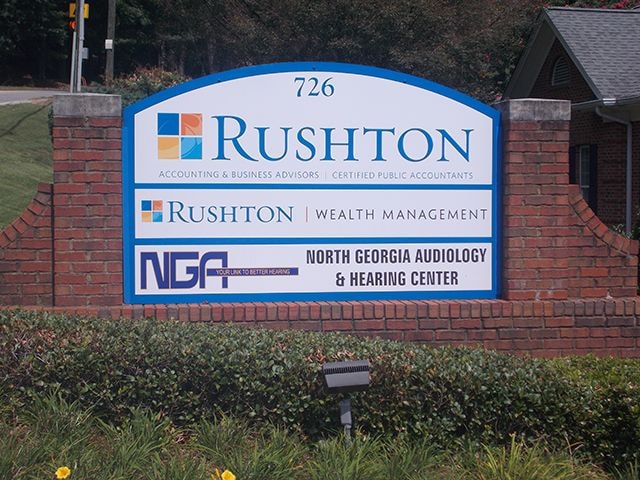 726
RUSHTON
ACCOUNTING & BUSINESS ADVISORS | CERTIFIED PUBLIC ACCOUNTANTS
RUSHTON | WEALTH MANAGEMENT
NGA YOUR LINK TO BETTER HEARING
NORTH GEORGIA AUDIOLOGY
& HEARING CENTER